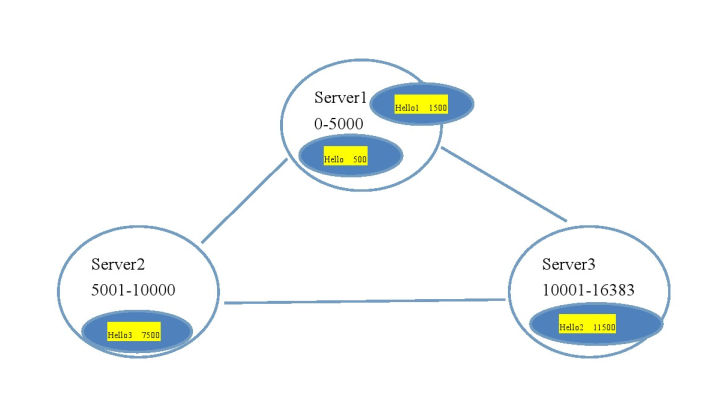 Server1
Hello1 1500
0-5000
Hello 500
Server2
5001-10000
Hello3 7500
Server3
10001-16383
Hello2 11500